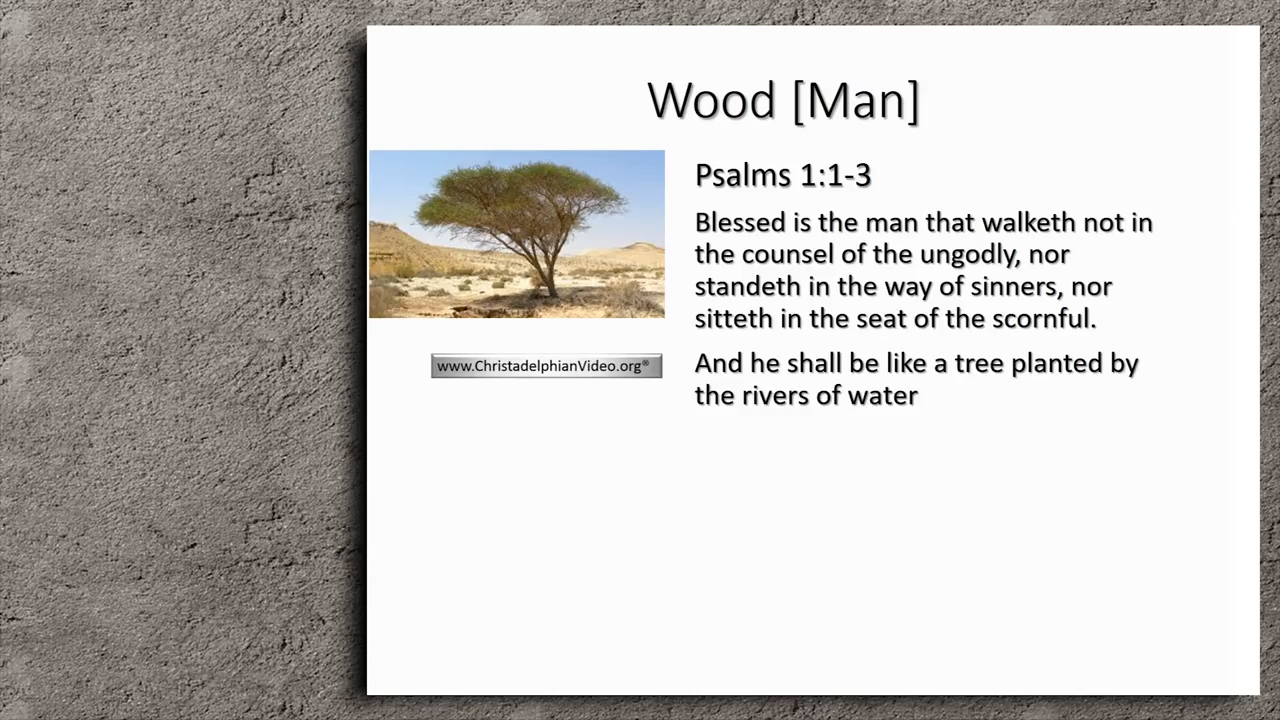 Wood [Man]
Psalms 1:1-3
Blessed is the man that walketh not in
the counsel of the ungodly, nor
standeth in the way of sinners, nor
sitteth in the seat of the scornful.
And he shall be like a tree planted by
the rivers of water
www.ChristadelphianVideo.org®